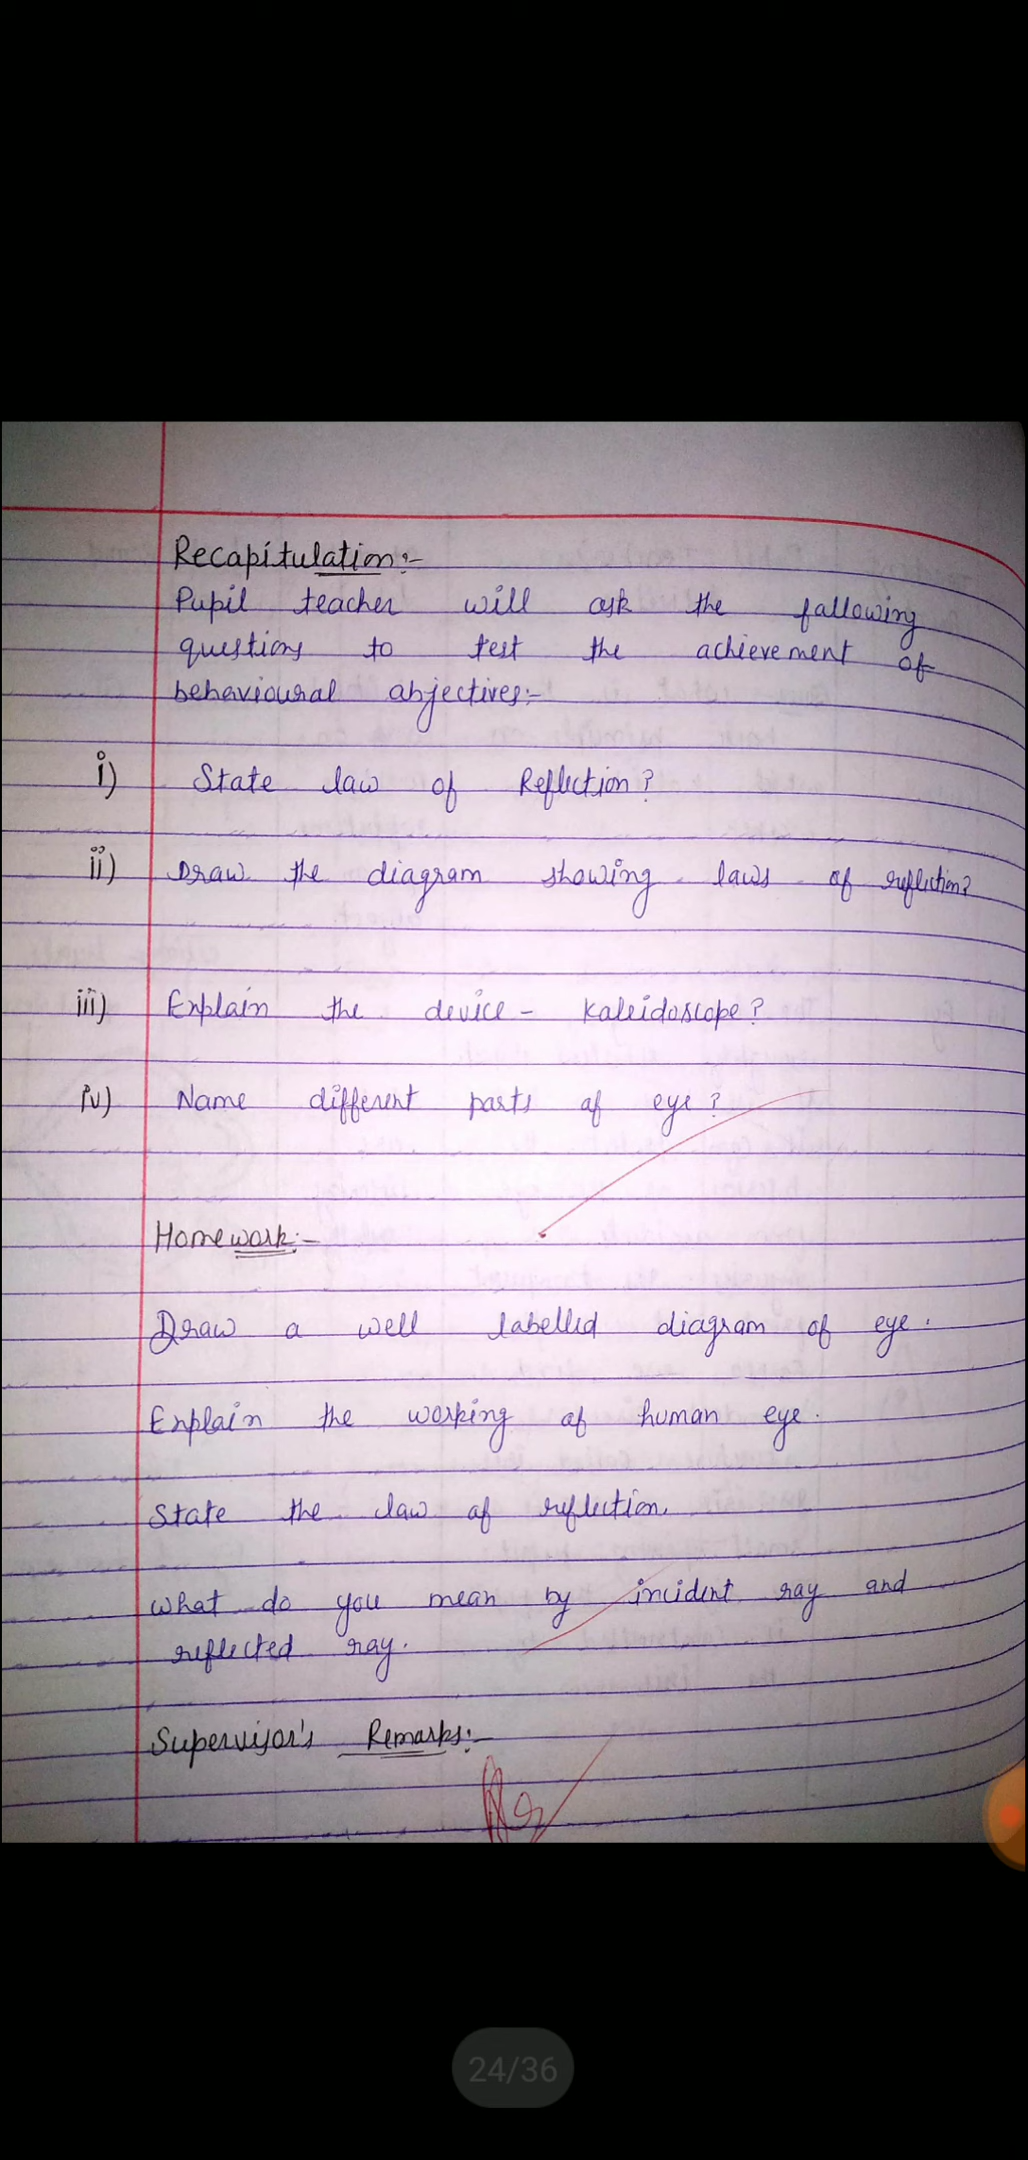 Recapitulation:-
Pupil teacher will ask the fallowing
questions to test the achievement of
behavioural abjectives:-
i) State law of Reflection?
ii) Draw the diagram showing laws of reflection?
iii) Explain the device - kaleidoscope?
iv) Name different parts of eye?
Homework:-
Draw a well labelled diagram of eye.
Explain the working of human eye.
State the law of reflection.
what do you mean by incident ray and
reflected ray.
Supervisor's Remarks:-
24/36